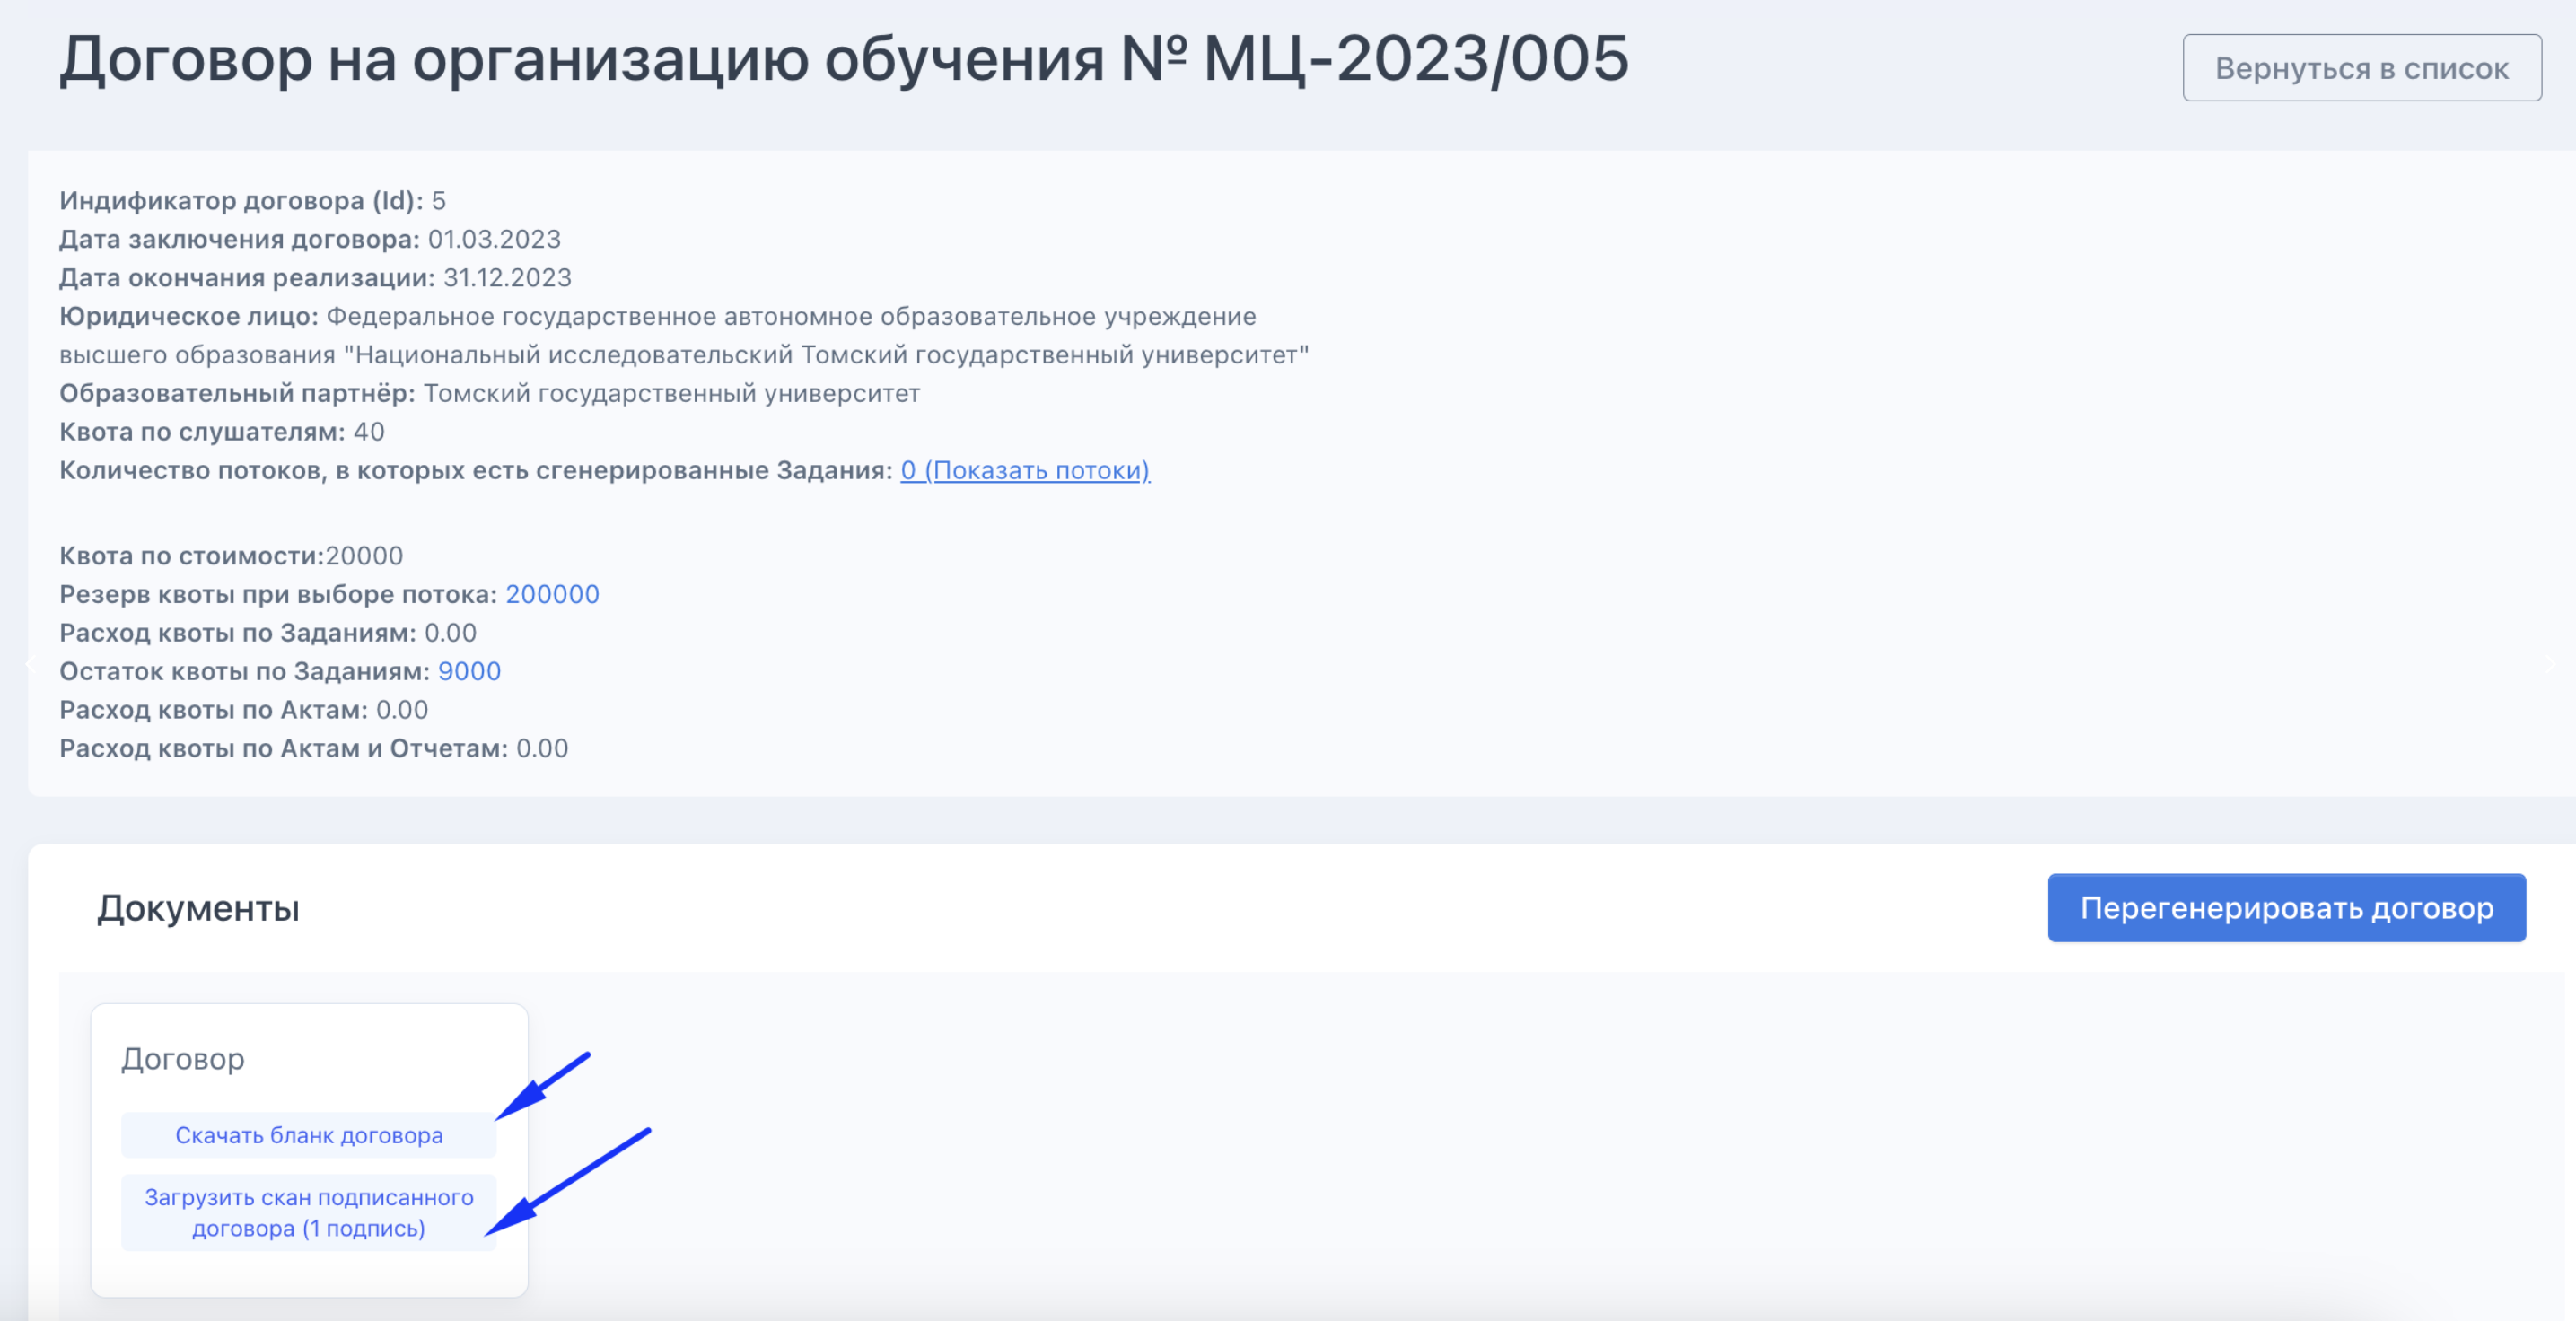 Договор на организацию обучения № МЦ-2023/005
Вернуться в список
Индификатор договора (Id): 5
Дата заключения договора: 01.03.2023
Дата окончания реализации: 31.12.2023
Юридическое лицо: Федеральное государственное автономное образовательное учреждение
высшего образования "Национальный исследовательский Томский государственный университет"
Образовательный партнёр: Томский государственный университет
Квота по слушателям: 40
Количество потоков, в которых есть сгенерированные Задания: 0 (Показать потоки)
Квота по стоимости:20000
Резерв квоты при выборе потока: 200000
Расход квоты по Заданиям: 0.00
Остаток квоты по Заданиям: 9000
Расход квоты по Актам: 0.00
Расход квоты по Актам и Отчетам: 0.00
Документы
Перегенерировать договор
Договор
Скачать бланк договора
Загрузить скан подписанного
договора (1 подпись)